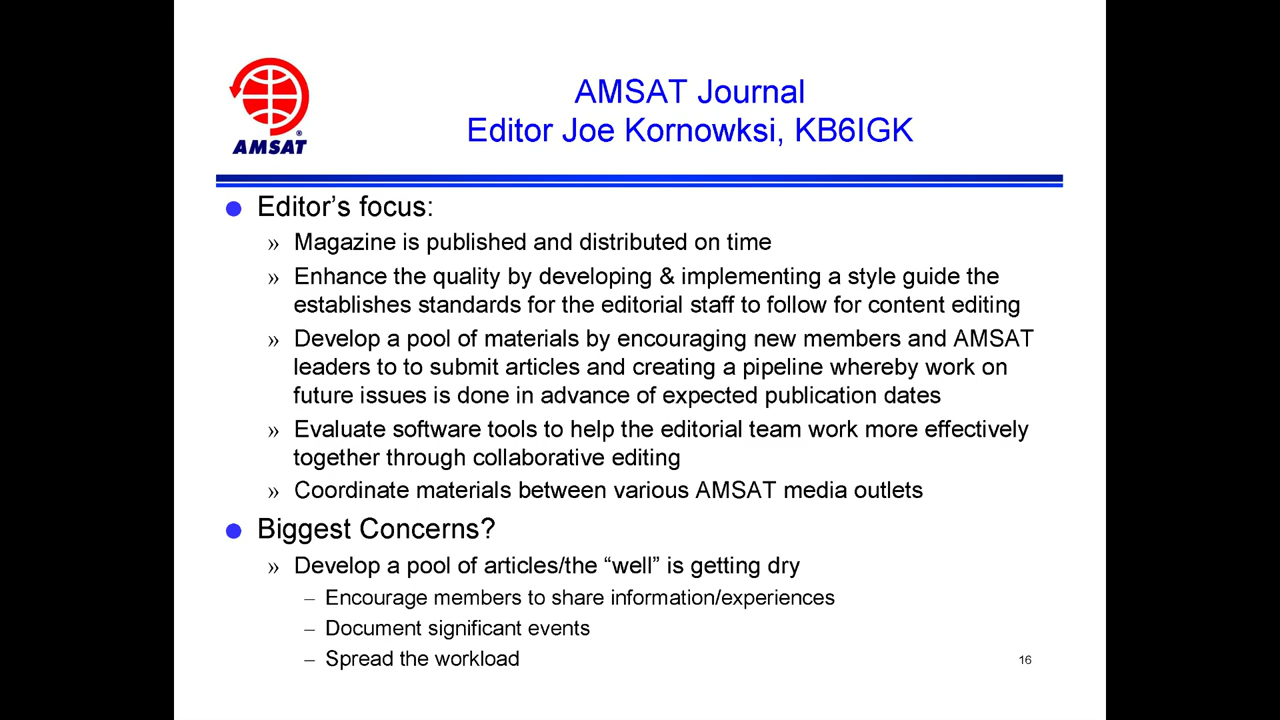 AMSAT Journal
Editor Joe Kornowksi, KB6IGK
®
AMSAT
● Editor’s focus:
» Magazine is published and distributed on time
» Enhance the quality by developing & implementing a style guide the
establishes standards for the editorial staff to follow for content editing
» Develop a pool of materials by encouraging new members and AMSAT
leaders to to submit articles and creating a pipeline whereby work on
future issues is done in advance of expected publication dates
» Evaluate software tools to help the editorial team work more effectively
together through collaborative editing
» Coordinate materials between various AMSAT media outlets
● Biggest Concerns?
» Develop a pool of articles/the “well” is getting dry
– Encourage members to share information/experiences
– Document significant events
– Spread the workload
16